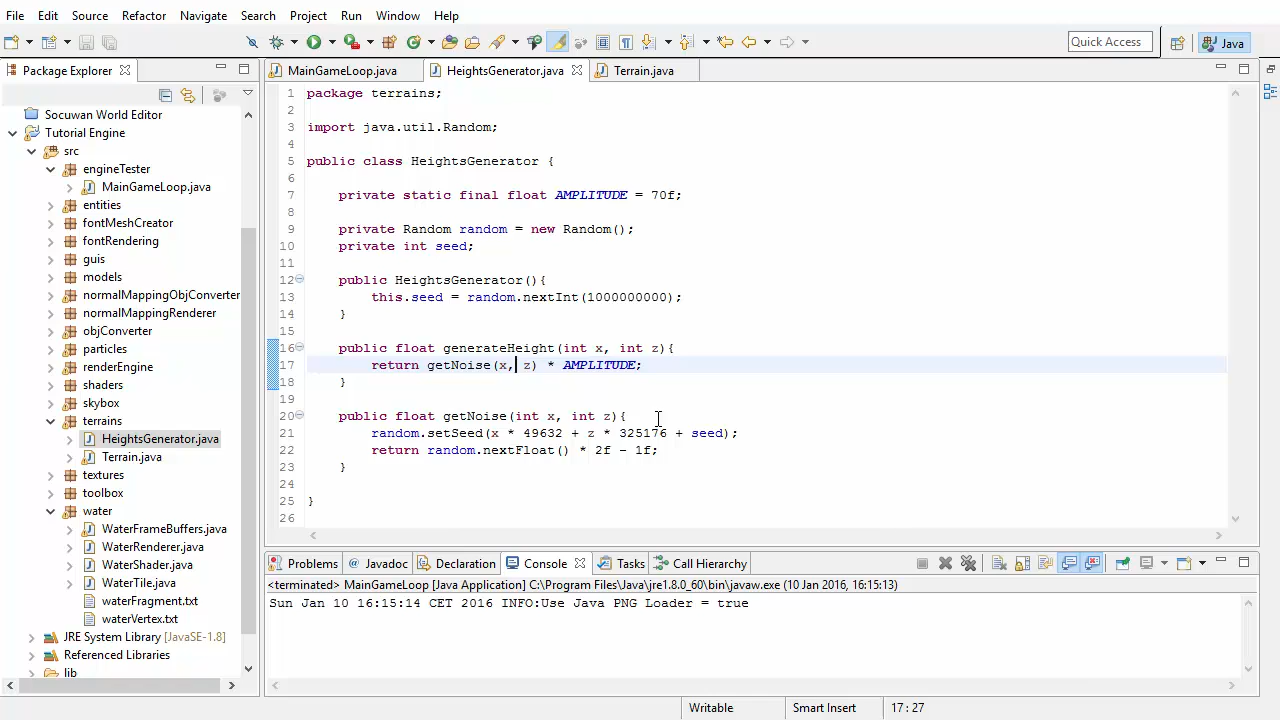 File Edit Source Refactor Navigate Search Project Run Window Help
Quick Access
Java
Package Explorer
MainGameLoop.java HeightsGenerator.java Terrain.java
Socuwan World Editor
Tutorial Engine
src
engineTester
MainGameLoop.java
entities
fontMeshCreator
fontRendering
guis
models
normalMappingObjConverter
normalMappingRenderer
objConverter
particles
renderEngine
shaders
skybox
terrains
HeightsGenerator.java
Terrain.java
textures
toolbox
water
WaterFrameBuffers.java
WaterRenderer.java
WaterShader.java
WaterTile.java
waterFragment.txt
waterVertex.txt
JRE System Library [JavaSE-1.8]
Referenced Libraries
lib
1 package terrains;
2
3 import java.util.Random;
4
5 public class HeightsGenerator {
6
7 private static final float AMPLITUDE = 70f;
8
9 private Random random = new Random();
10 private int seed;
11
12 public HeightsGenerator(){
13 this.seed = random.nextInt(1000000000);
14 }
15
16 public float generateHeight(int x, int z){
17 return getNoise(x, z) * AMPLITUDE;
18 }
19
20 public float getNoise(int x, int z){
21 random.setSeed(x * 49632 + z * 325176 + seed);
22 return random.nextFloat() * 2f - 1f;
23 }
24
25 }
26
Problems Javadoc Declaration Console Tasks Call Hierarchy
<terminated> MainGameLoop [Java Application] C:\Program Files\Java\jre1.8.0_60\bin\javaw.exe (10 Jan 2016, 16:15:13)
Sun Jan 10 16:15:14 CET 2016 INFO:Use Java PNG Loader = true
Writable Smart Insert 17 : 27